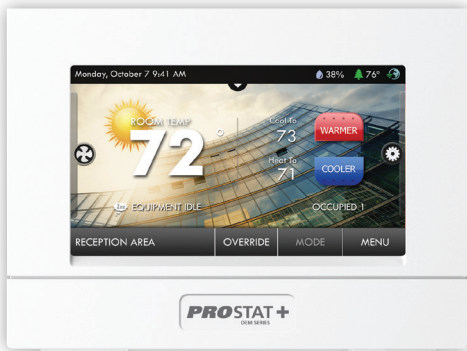 Monday, October 7 9:41 AM
38% 76°
ROOM TEMP
72°
Cool To
73
WARMER
Heat To
71
COOLER
EQUIPMENT IDLE
OCCUPIED 1
RECEPTION AREA OVERRIDE MODE MENU
PROSTAT+
OEM SERIES